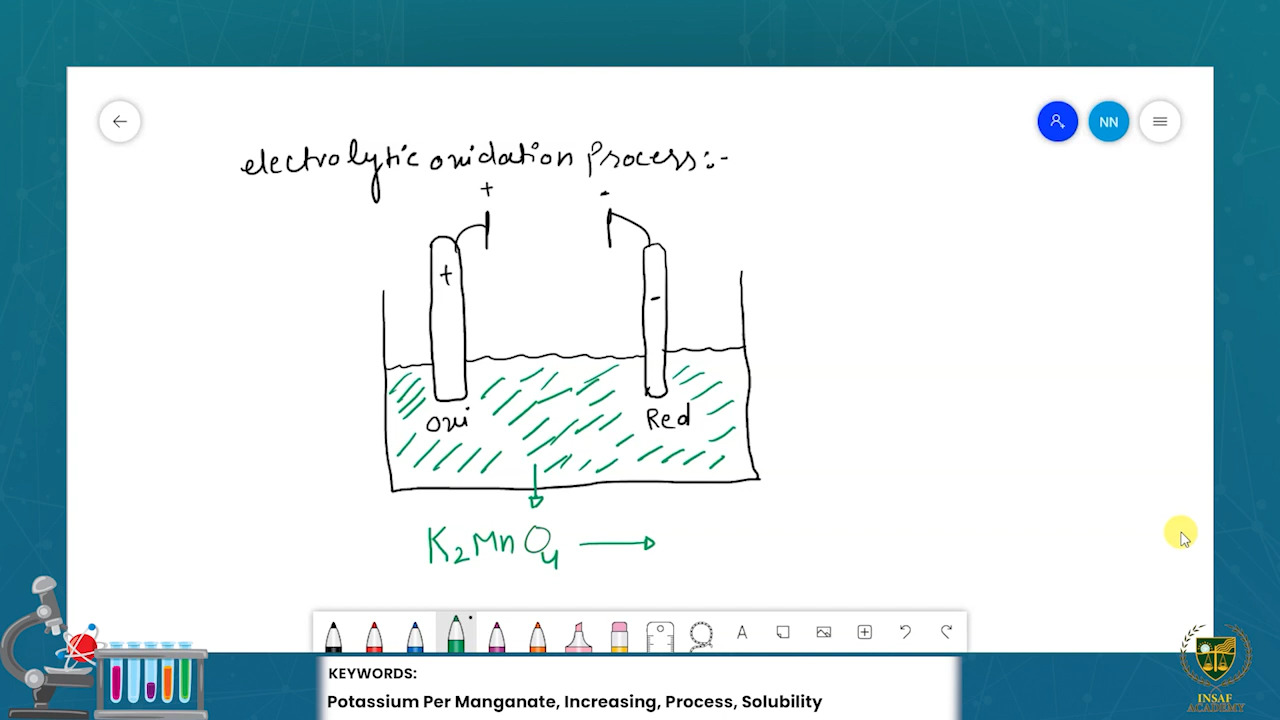 NN
electrolytic oxidation Process:-
+ -
+ -
Oxi Red
K₂MnO₄ →
A
KEYWORDS:
Potassium Per Manganate, Increasing, Process, Solubility
INSAF
ACADEMY